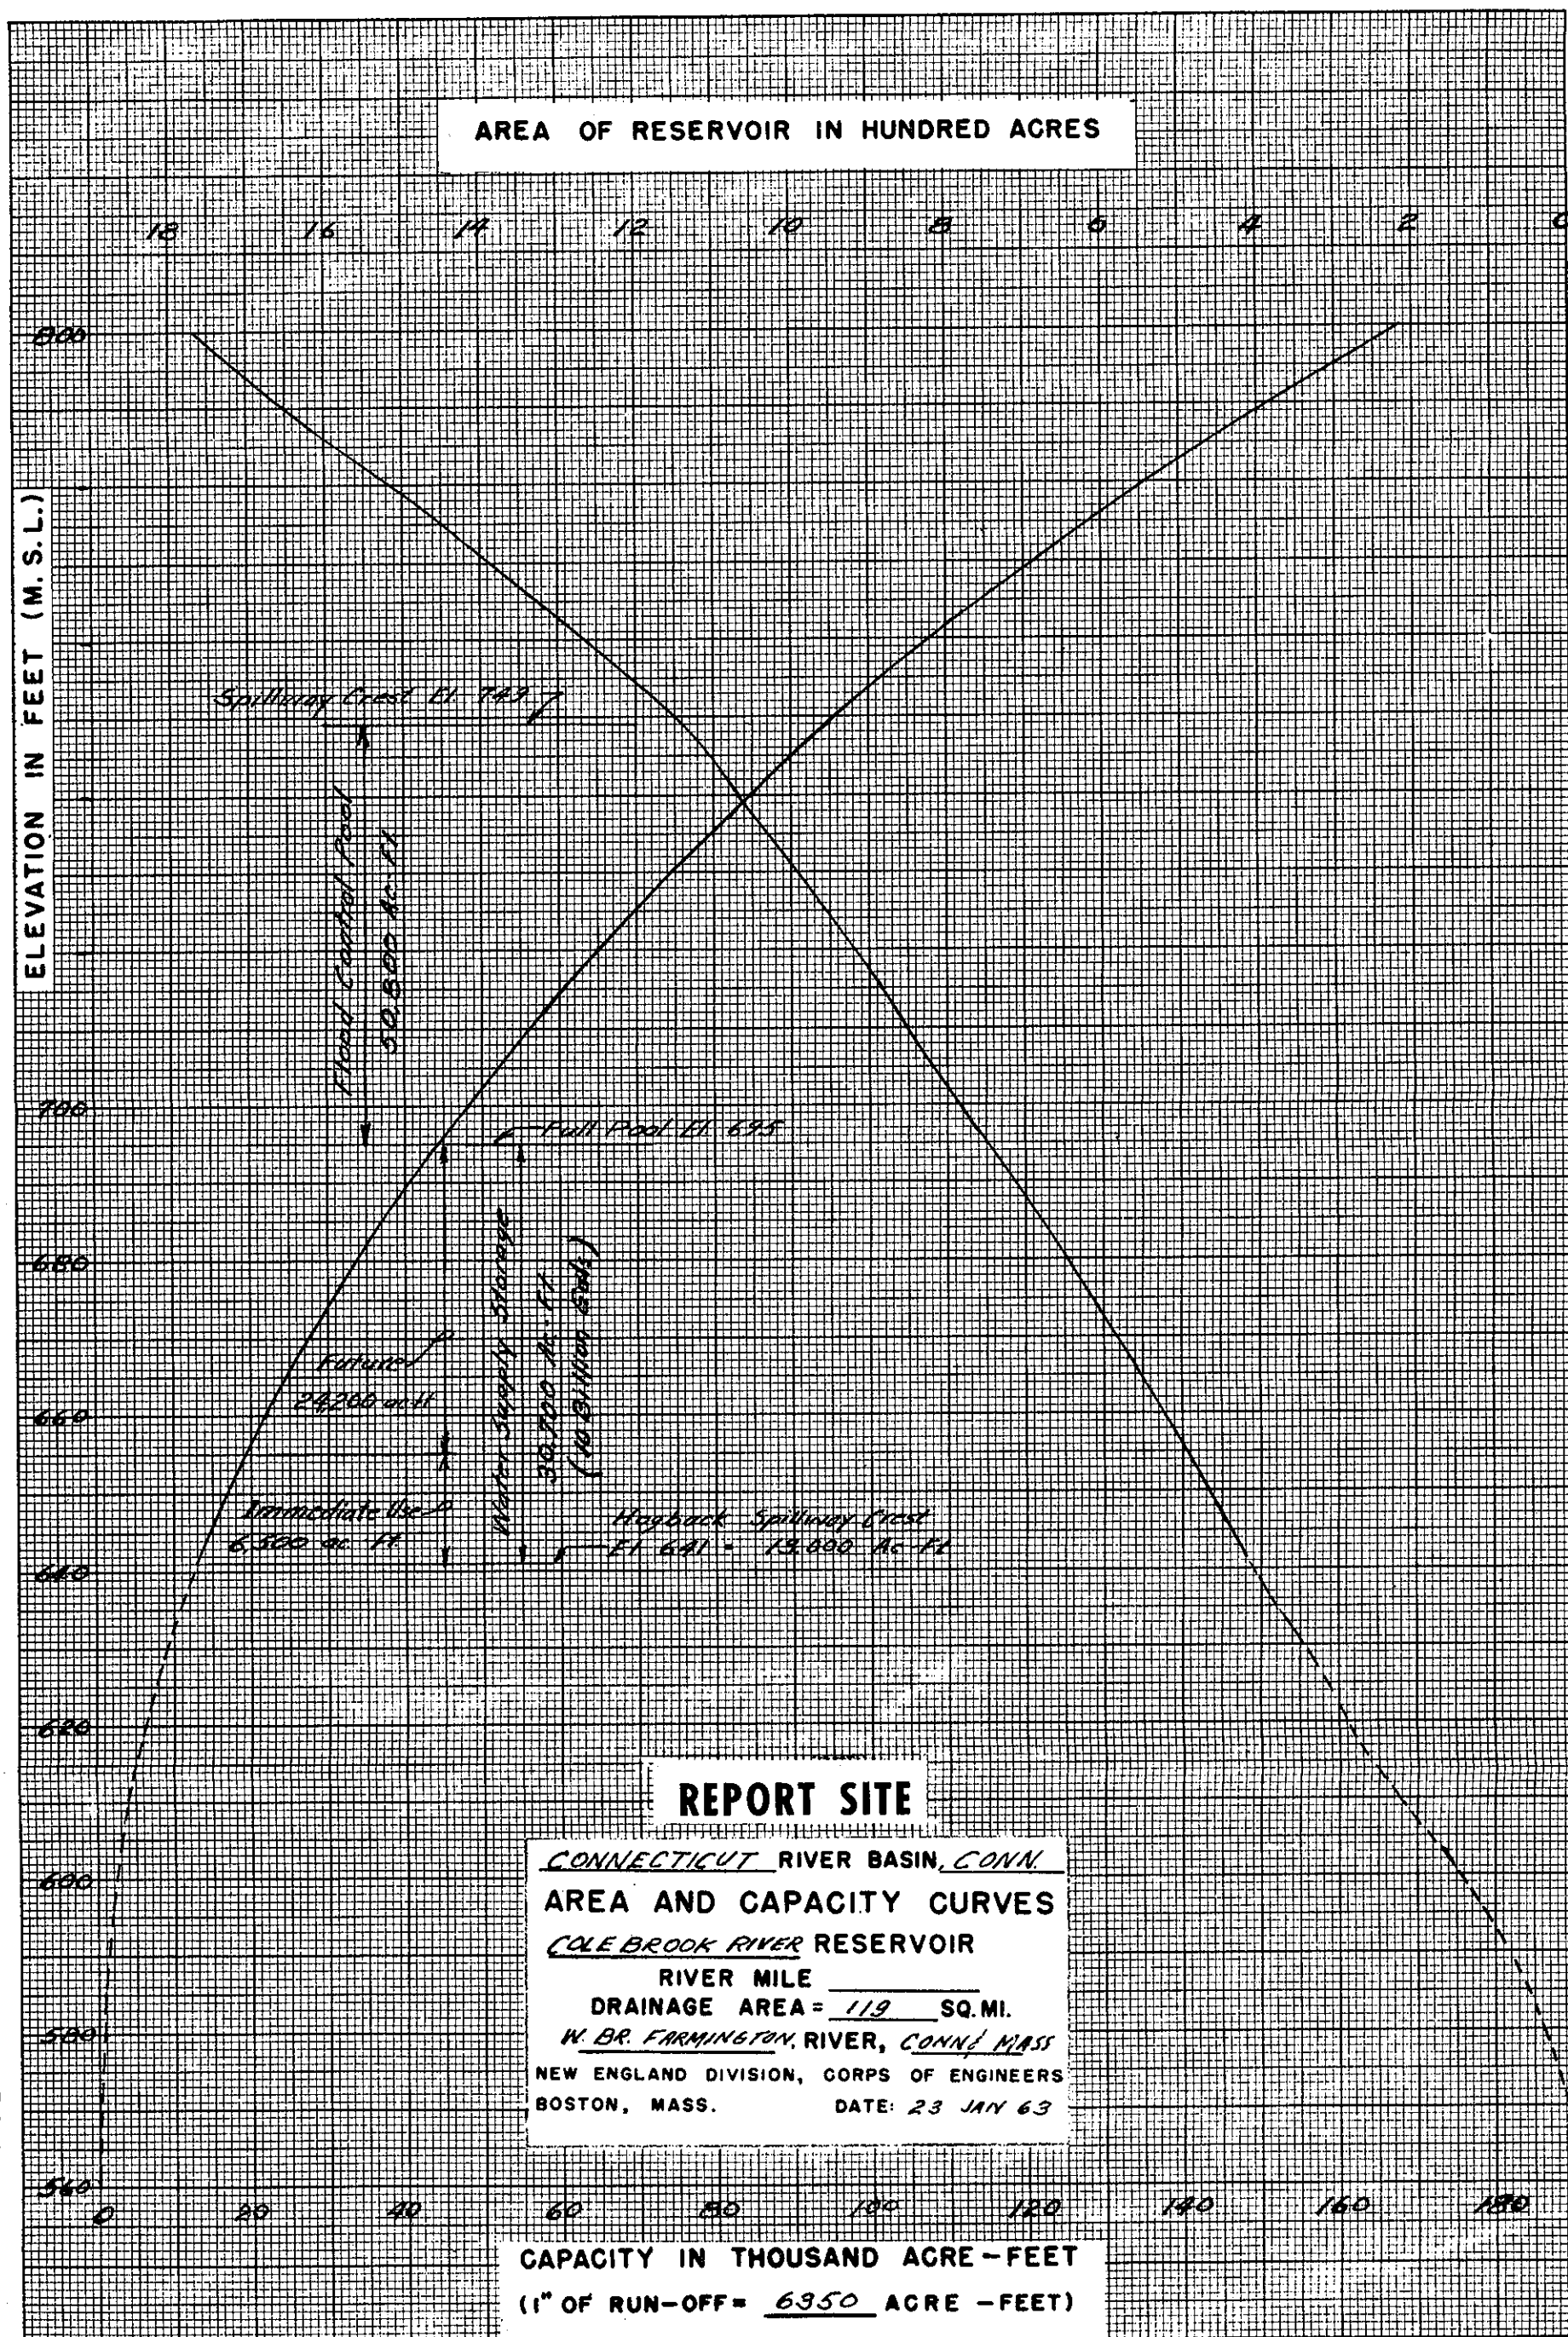 AREA OF RESERVOIR IN HUNDRED ACRES
18 16 14 12 10 8 6 4 2 0
800
ELEVATION IN FEET (M.S.L.)
Spillway Crest El. 749
Flood Control Pool
50,800 Ac-Ft
700
Full Pool El. 695
680
Water Supply Storage
30,700 Ac-Ft
(10 Billion Gals)
Future
24200 ac-ft
660
Immediate Use
6,500 ac ft
Hogback Spillway Crest
El 641 = Ac-Ft
640
620
REPORT SITE
CONNECTICUT RIVER BASIN, CONN.
600
AREA AND CAPACITY CURVES
COLEBROOK RIVER RESERVOIR
RIVER MILE
DRAINAGE AREA = 119 SQ.MI.
580
W. BR. FARMINGTON, RIVER, CONN & MASS
NEW ENGLAND DIVISION, CORPS OF ENGINEERS
BOSTON, MASS. DATE: 23 JAN 63
560
0 20 40 60 80 100 120 140 160 180
CAPACITY IN THOUSAND ACRE-FEET
(1" OF RUN-OFF = 6350 ACRE-FEET)